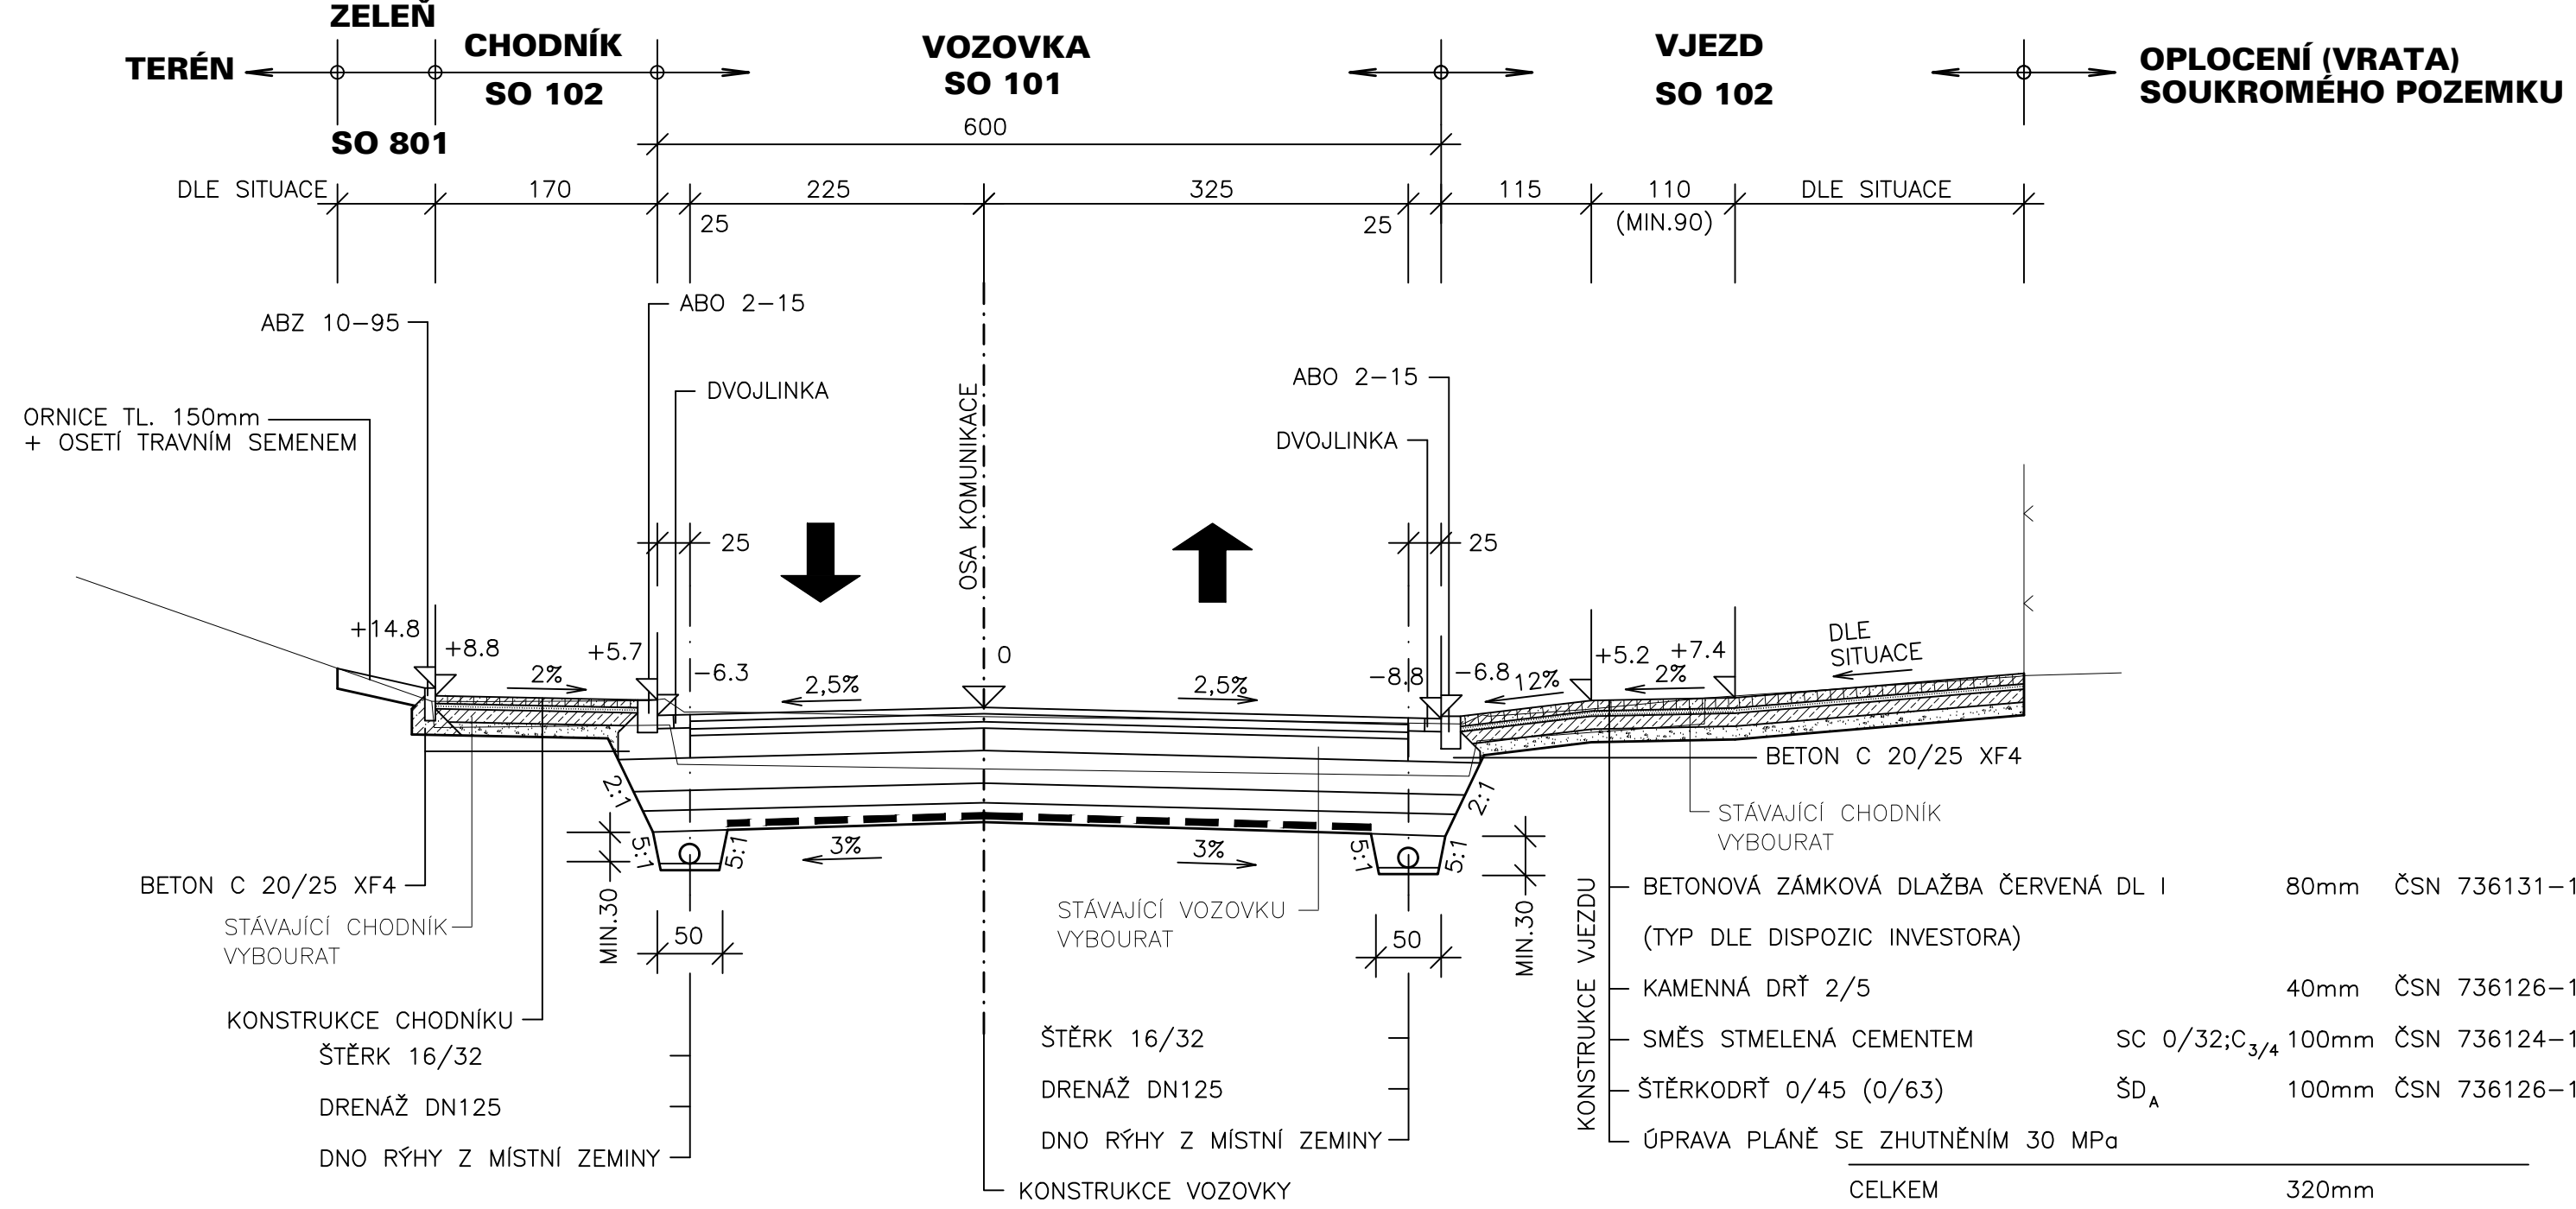 ZELEŇ
TERÉN
CHODNÍK
SO 102
SO 801
VOZOVKA
SO 101
VJEZD
SO 102
OPLOCENÍ (VRATA)
SOUKROMÉHO POZEMKU
600
DLE SITUACE
170
225
325
115
110
DLE SITUACE
25
25
(MIN.90)
ABZ 10-95
ABO 2-15
DVOJLINKA
ABO 2-15
DVOJLINKA
ORNICE TL. 150mm
+ OSETÍ TRAVNÍM SEMENEM
OSA KOMUNIKACE
25
25
+14.8
+8.8
+5.7
-6.3
0
-8.8
-6.8
+5.2
+7.4
DLE
SITUACE
2%
2,5%
2,5%
12%
2%
2:1
2:1
5:1
5:1
3%
3%
5:1
5:1
MIN.30
MIN.30
50
50
BETON C 20/25 XF4
STÁVAJÍCÍ CHODNÍK
VYBOURAT
BETON C 20/25 XF4
STÁVAJÍCÍ CHODNÍK
VYBOURAT
STÁVAJÍCÍ VOZOVKU
VYBOURAT
KONSTRUKCE CHODNÍKU
ŠTĚRK 16/32
DRENÁŽ DN125
DNO RÝHY Z MÍSTNÍ ZEMINY
ŠTĚRK 16/32
DRENÁŽ DN125
DNO RÝHY Z MÍSTNÍ ZEMINY
KONSTRUKCE VOZOVKY
KONSTRUKCE VJEZDU
BETONOVÁ ZÁMKOVÁ DLAŽBA ČERVENÁ DL I 80mm ČSN 736131-1
(TYP DLE DISPOZIC INVESTORA)
KAMENNÁ DRŤ 2/5 40mm ČSN 736126-1
SMĚS STMELENÁ CEMENTEM SC 0/32;C3/4 100mm ČSN 736124-1
ŠTĚRKODRŤ 0/45 (0/63) ŠDA 100mm ČSN 736126-1
ÚPRAVA PLÁNĚ SE ZHUTNĚNÍM 30 MPa
CELKEM 320mm